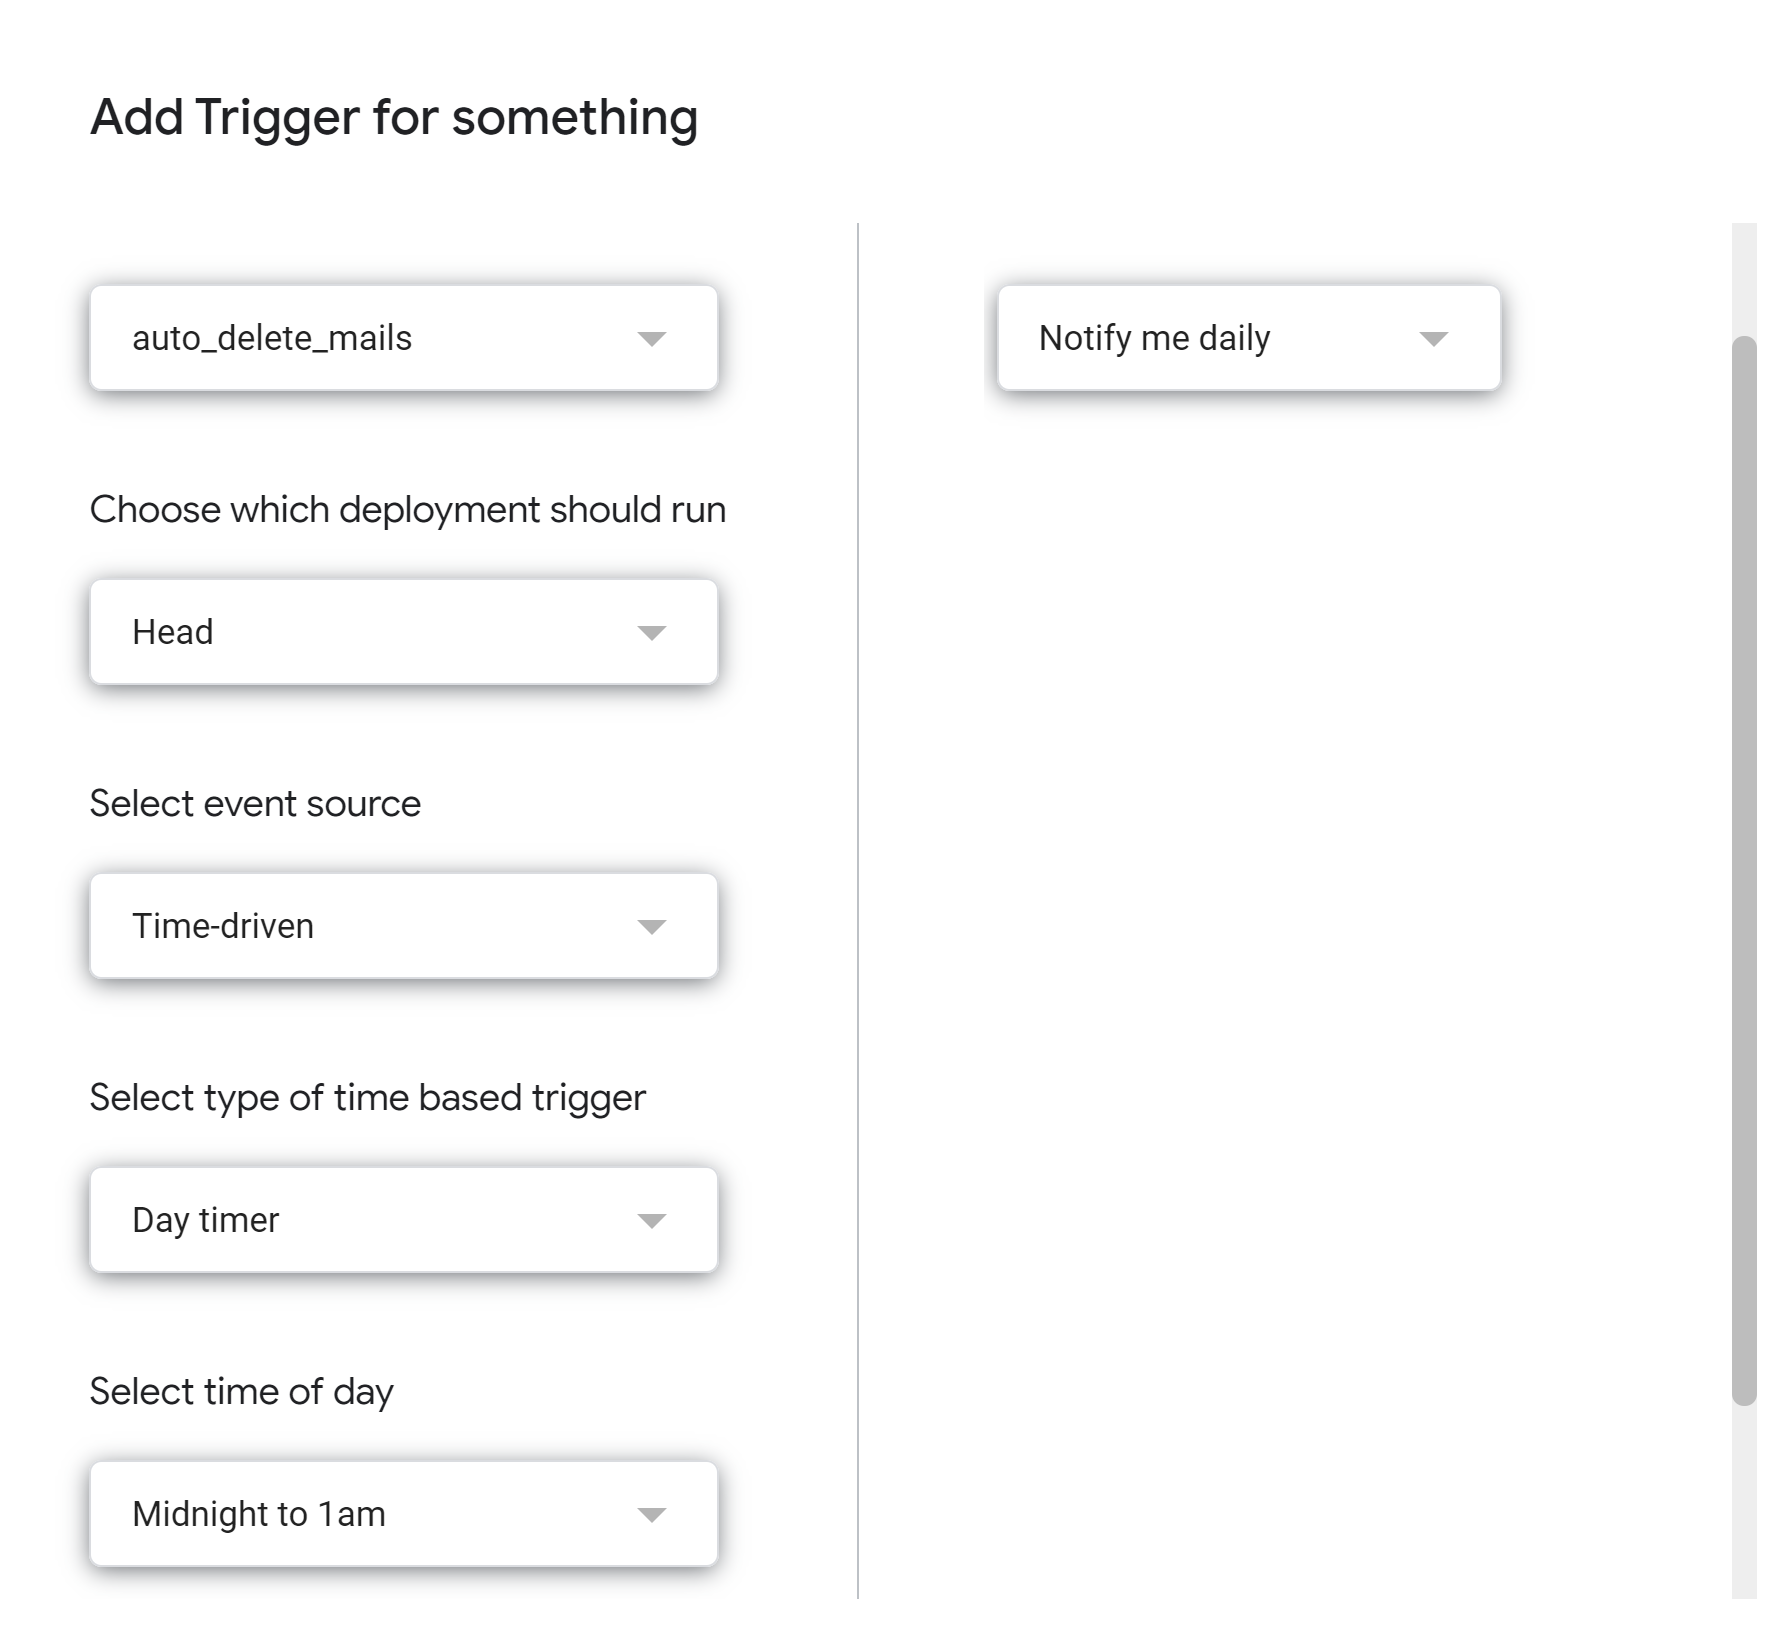 Add Trigger for something
auto_delete_mails
Notify me daily
Choose which deployment should run
Head
Select event source
Time-driven
Select type of time based trigger
Day timer
Select time of day
Midnight to 1am